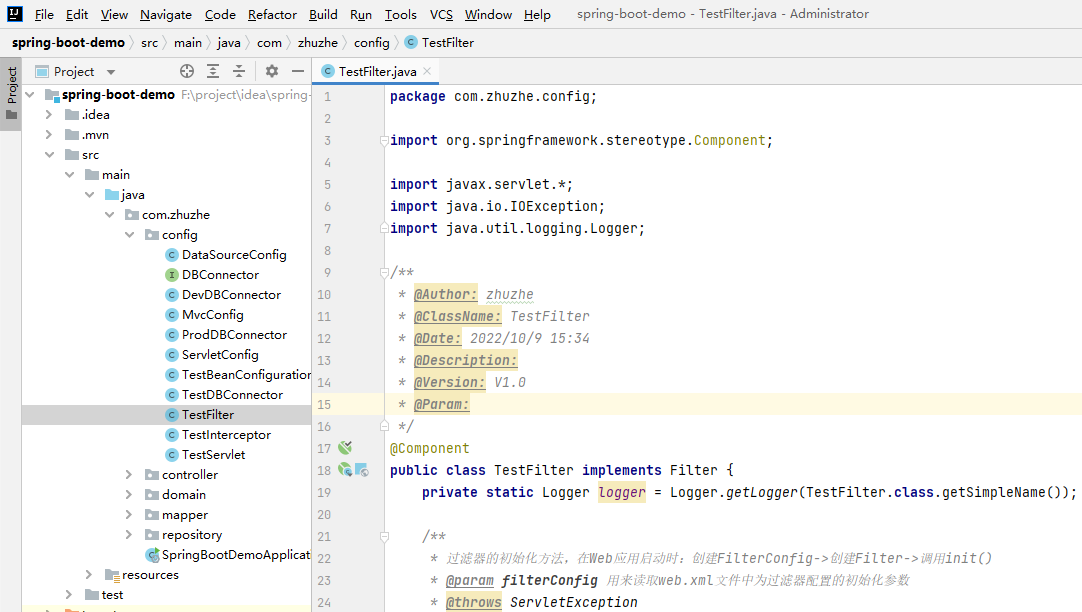 File Edit View Navigate Code Refactor Build Run Tools VCS Window Help spring-boot-demo - TestFilter.java - Administrator
spring-boot-demo src main java com zhuzhe config TestFilter
Project
Project
spring-boot-demo F:\project\idea\spring-
.idea
.mvn
src
main
java
com.zhuzhe
config
DataSourceConfig
DBConnector
DevDBConnector
MvcConfig
ProdDBConnector
ServletConfig
TestBeanConfiguration
TestDBConnector
TestFilter
TestInterceptor
TestServlet
controller
domain
mapper
repository
SpringBootDemoApplicat
resources
test
TestFilter.java
1 package com.zhuzhe.config;
2
3 import org.springframework.stereotype.Component;
4
5 import javax.servlet.*;
6 import java.io.IOException;
7 import java.util.logging.Logger;
8
9 /**
10 * @Author: zhuzhe
11 * @ClassName: TestFilter
12 * @Date: 2022/10/9 15:34
13 * @Description:
14 * @Version: V1.0
15 * @Param:
16 */
17 @Component
18 public class TestFilter implements Filter {
19 private static Logger logger = Logger.getLogger(TestFilter.class.getSimpleName());
20
21 /**
22 * 过滤器的初始化方法，在Web应用启动时：创建FilterConfig->创建Filter->调用init()
23 * @param filterConfig 用来读取web.xml文件中为过滤器配置的初始化参数
24 * @throws ServletException